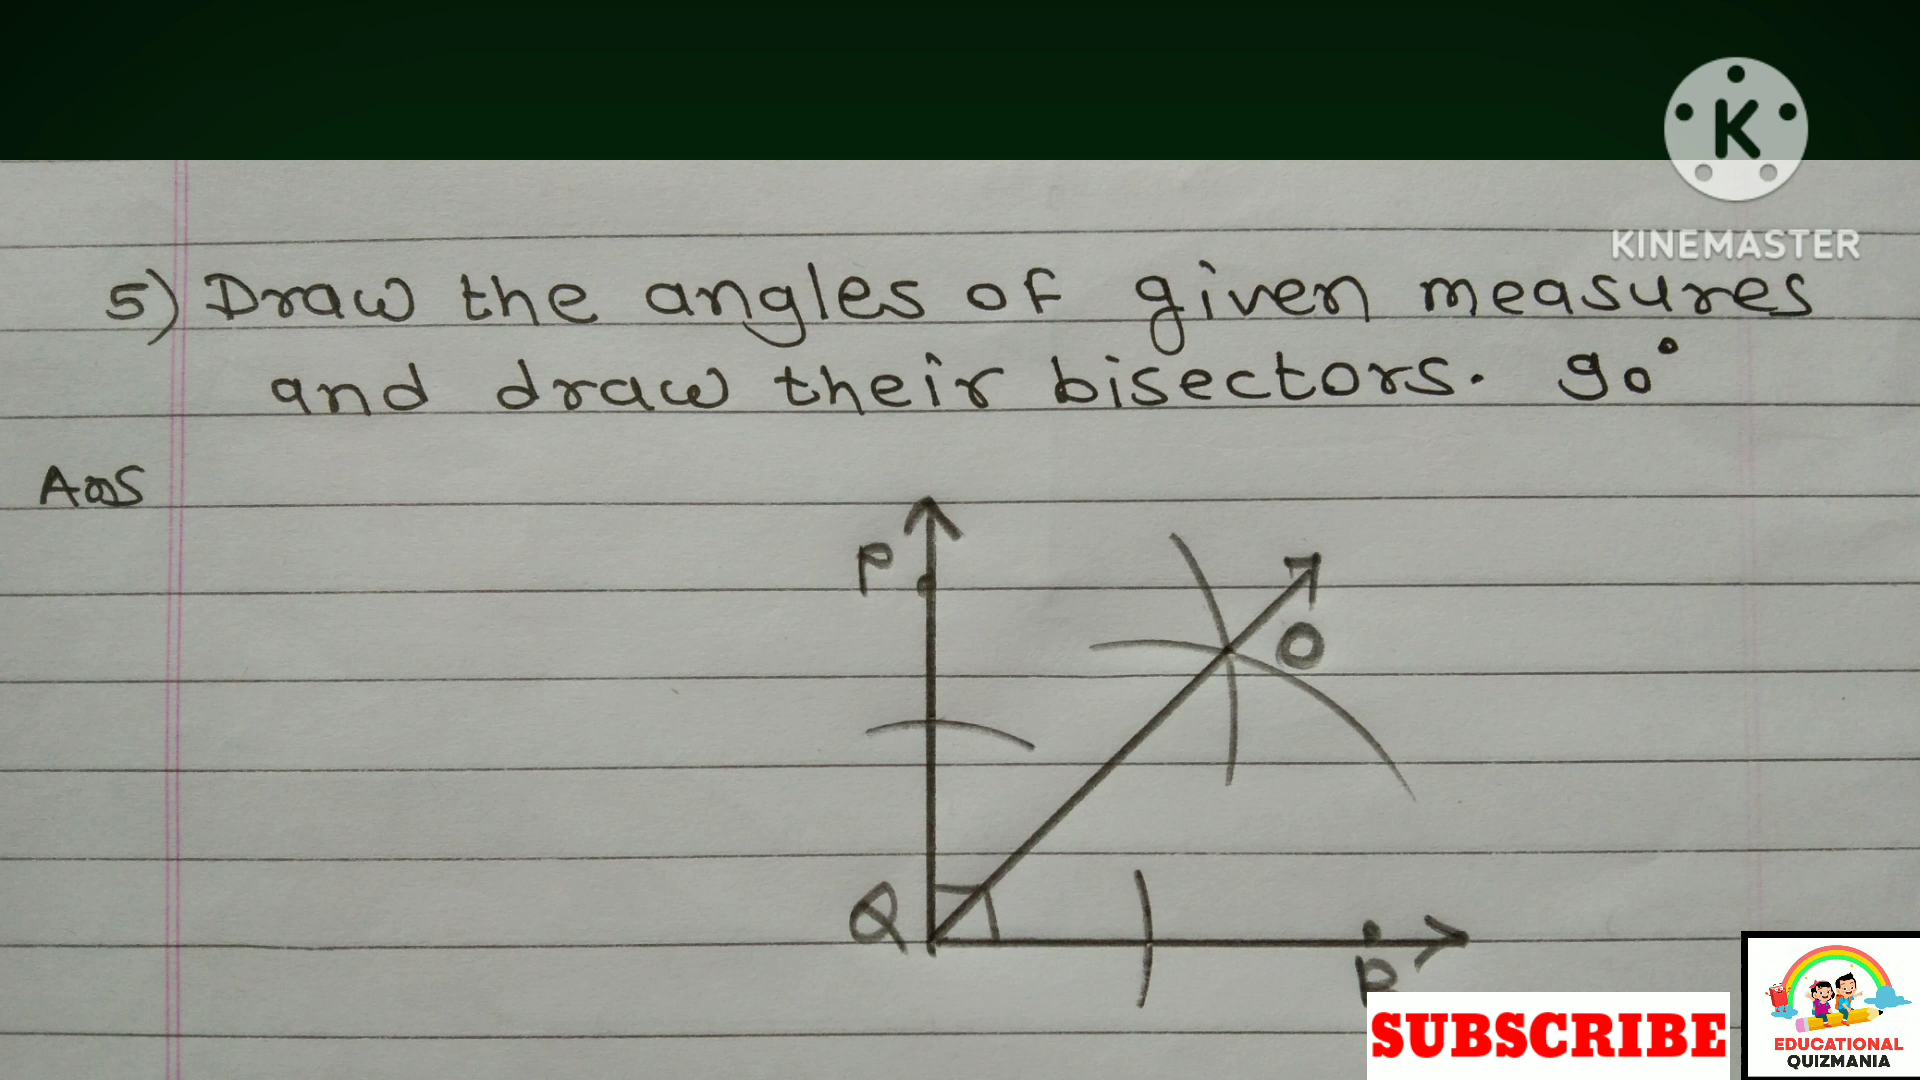 KINEMASTER
5) Draw the angles of given measures
and draw their bisectors. 90°
Ans
P
O
Q
R
SUBSCRIBE
EDUCATIONAL
QUIZMANIA